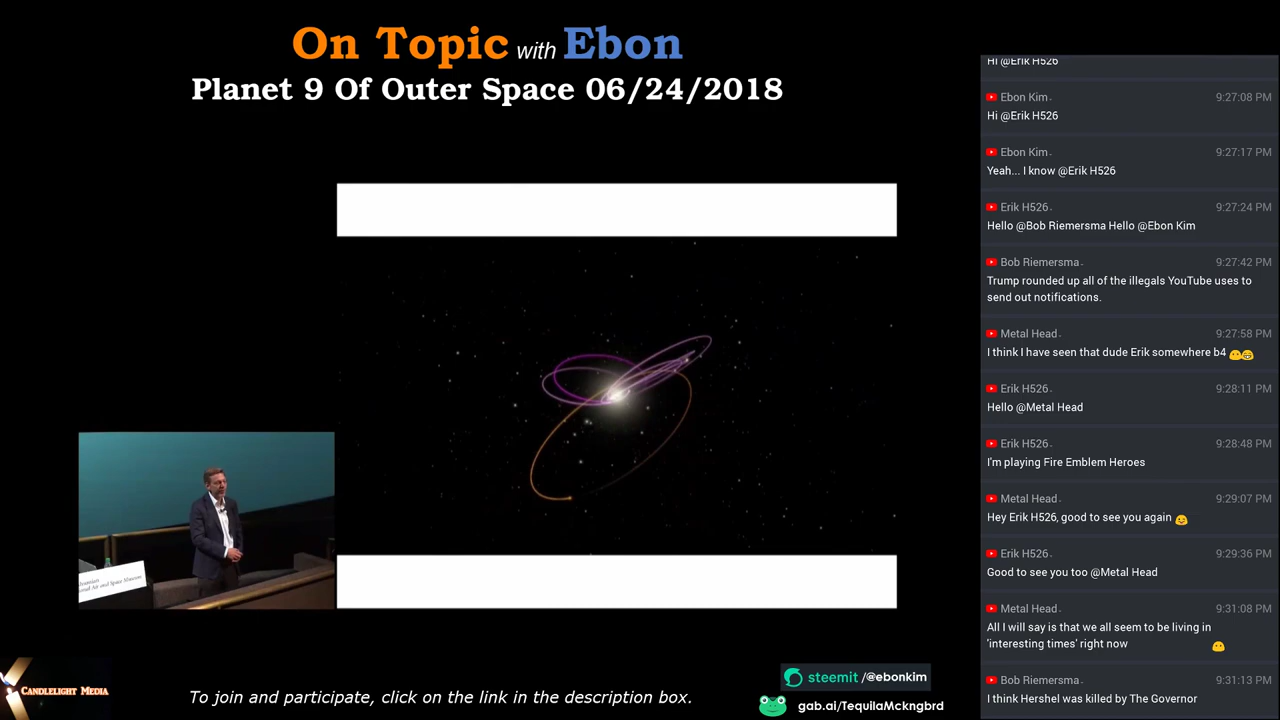 On Topic with Ebon
Planet 9 Of Outer Space 06/24/2018
Hi @Erik H526
Ebon Kim 9:27:08 PM
Hi @Erik H526
Ebon Kim 9:27:17 PM
Yeah... I know @Erik H526
Erik H526 9:27:24 PM
Hello @Bob Riemersma Hello @Ebon Kim
Bob Riemersma 9:27:42 PM
Trump rounded up all of the illegals YouTube uses to
send out notifications.
Metal Head 9:27:58 PM
I think I have seen that dude Erik somewhere b4
Erik H526 9:28:11 PM
Hello @Metal Head
Erik H526 9:28:48 PM
I'm playing Fire Emblem Heroes
Metal Head 9:29:07 PM
Hey Erik H526, good to see you again
Erik H526 9:29:36 PM
Good to see you too @Metal Head
Metal Head 9:31:08 PM
All I will say is that we all seem to be living in
'interesting times' right now
Bob Riemersma 9:31:13 PM
I think Hershel was killed by The Governor
Air and Space Museum
CANDLELIGHT MEDIA
To join and participate, click on the link in the description box.
steemit /@ebonkim
gab.ai/TequilaMckngbrd